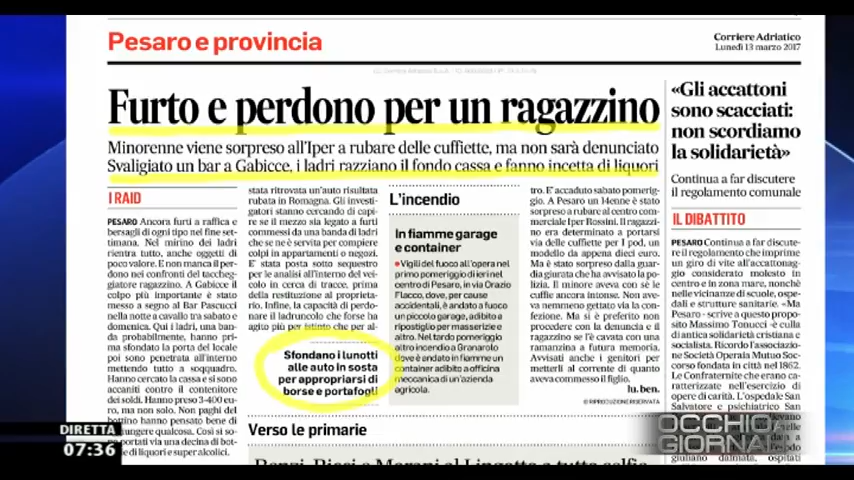 Pesaro e provincia
Corriere Adriatico
Lunedì 13 marzo 2017
Furto e perdono per un ragazzino
Minorenne viene sorpreso all'Iper a rubare delle cuffiette, ma non sarà denunciato
Svaligiato un bar a Gabicce, i ladri razziano il fondo cassa e fanno incetta di liquori
I RAID
PESARO Ancora furti a raffica e
bersagli di ogni tipo nel fine set-
timana. Nel mirino dei ladri
rientra tutto, anche oggetti di
poco valore. E non manca il per-
dono nei confronti del taccheg-
giatore ragazzino. A Gabicce il
colpo più importante è stato
messo a segno al Bar Pascucci
nella notte a cavallo tra sabato e
domenica. Qui i ladri, una ban-
da probabilmente, hanno pri-
ma sfondato la porta del locale
poi sono penetrati all'interno
mettendo tutto a soqquadro.
Hanno cercato la cassa e si sono
accaniti contro il contenitore
dei soldi. Hanno preso 3-400 eu-
ro, ma non solo. Non paghi del
bottino hanno pensato bene di
ungere qualcosa. Così si so-
portati via una decina di bot-
di liquori e super alcolici.
stata ritrovata un'auto risultata
rubata in Romagna. Gli investi-
gatori stanno cercando di capi-
re se il mezzo sia legato a furti
commessi da una banda di ladri
che se ne è servita per compiere
colpi in appartamenti o negozi.
E' stata posta sotto sequestro
per le analisi all'interno del vei-
colo in cerca di tracce, prima
della restituzione al proprieta-
rio. Infine, la capacità di perdo-
nare il ladruncolo che forse ha
agito più per istinto che per al-
Sfondano i lunotti
alle auto in sosta
per appropriarsi di
borse e portafogli
L'incendio
In fiamme garage
e container
Vigili del fuoco all'opera nel
primo pomeriggio di ieri nel
centro di Pesaro, in via Orazio
Flacco, dove, per cause
accidentali, è andato a fuoco
un piccolo garage, adibito a
ripostiglio per masserizie e
altro. Nel tardo pomeriggio
altro incendio a Granarolo
dove è andato in fiamme un
container adibito a officina
meccanica di un'azienda
agricola.
tro. E' accaduto sabato pomerig-
gio. A Pesaro un 14enne è stato
sorpreso a rubare al centro com-
merciale Iper Rossini. Il ragazzi-
no era determinato a portarsi
via delle cuffiette per I pod, un
modello da appena dieci euro.
Ma è stato sorpreso dalla guar-
dia giurata che ha avvisato la po-
lizia. Il minore aveva con sè le
cuffie ancora intonse. Non ave-
va nemmeno gettato via la con-
fezione. Ma si è preferito non
procedere con la denuncia e il
ragazzino se l'è cavata con una
ramanzina a futura memoria.
Avvisati anche i genitori per
metterli al corrente di quanto
aveva commesso il figlio.
lu. ben.
© RIPRODUZIONE RISERVATA
«Gli accattoni
sono scacciati:
non scordiamo
la solidarietà»
Continua a far discutere
il regolamento comunale
IL DIBATTITO
PESARO Continua a far discute-
re il regolamento che imprime
un giro di vite all'accattonag-
gio considerato molesto in
centro e in zona mare, nonché
nelle vicinanze di scuole, ospe-
dali e strutture sanitarie. «Ma
Pesaro - scrive a questo propo-
sito Massimo Tonucci - è culla
di antica solidarietà cristiana e
socialista. Ricordo l'associazio-
ne Società Operaia Mutuo Soc-
corso fondata in città nel 1862.
Le Confraternite che erano ca-
ratterizzate nell'esercizio di
opere di carità. L'ospedale San
Salvatore e psichiatrico San
Verso le primarie
Renzi, Ricci e Morani al Lingotto e tutto selfie
giuliano dalmata, ospitati
DIRETTA
07:36
OCCHIO
GIORNALI